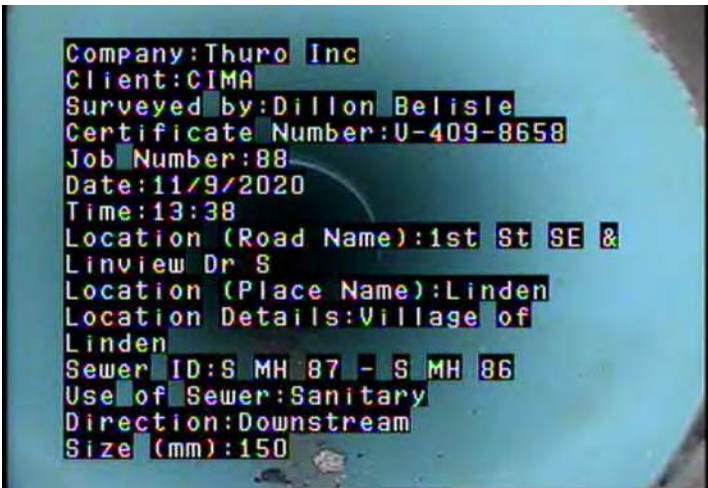 Company:Thuro Inc
Client:CIMA
Surveyed by:Dillon Belisle
Certificate Number:U-409-8658
Job Number:88
Date:11/9/2020
Time:13:38
Location (Road Name):1st St SE &
Linview Dr S
Location (Place Name):Linden
Location Details:Village of
Linden
Sewer ID:S MH 87 - S MH 86
Use of Sewer:Sanitary
Direction:Downstream
Size (mm):150